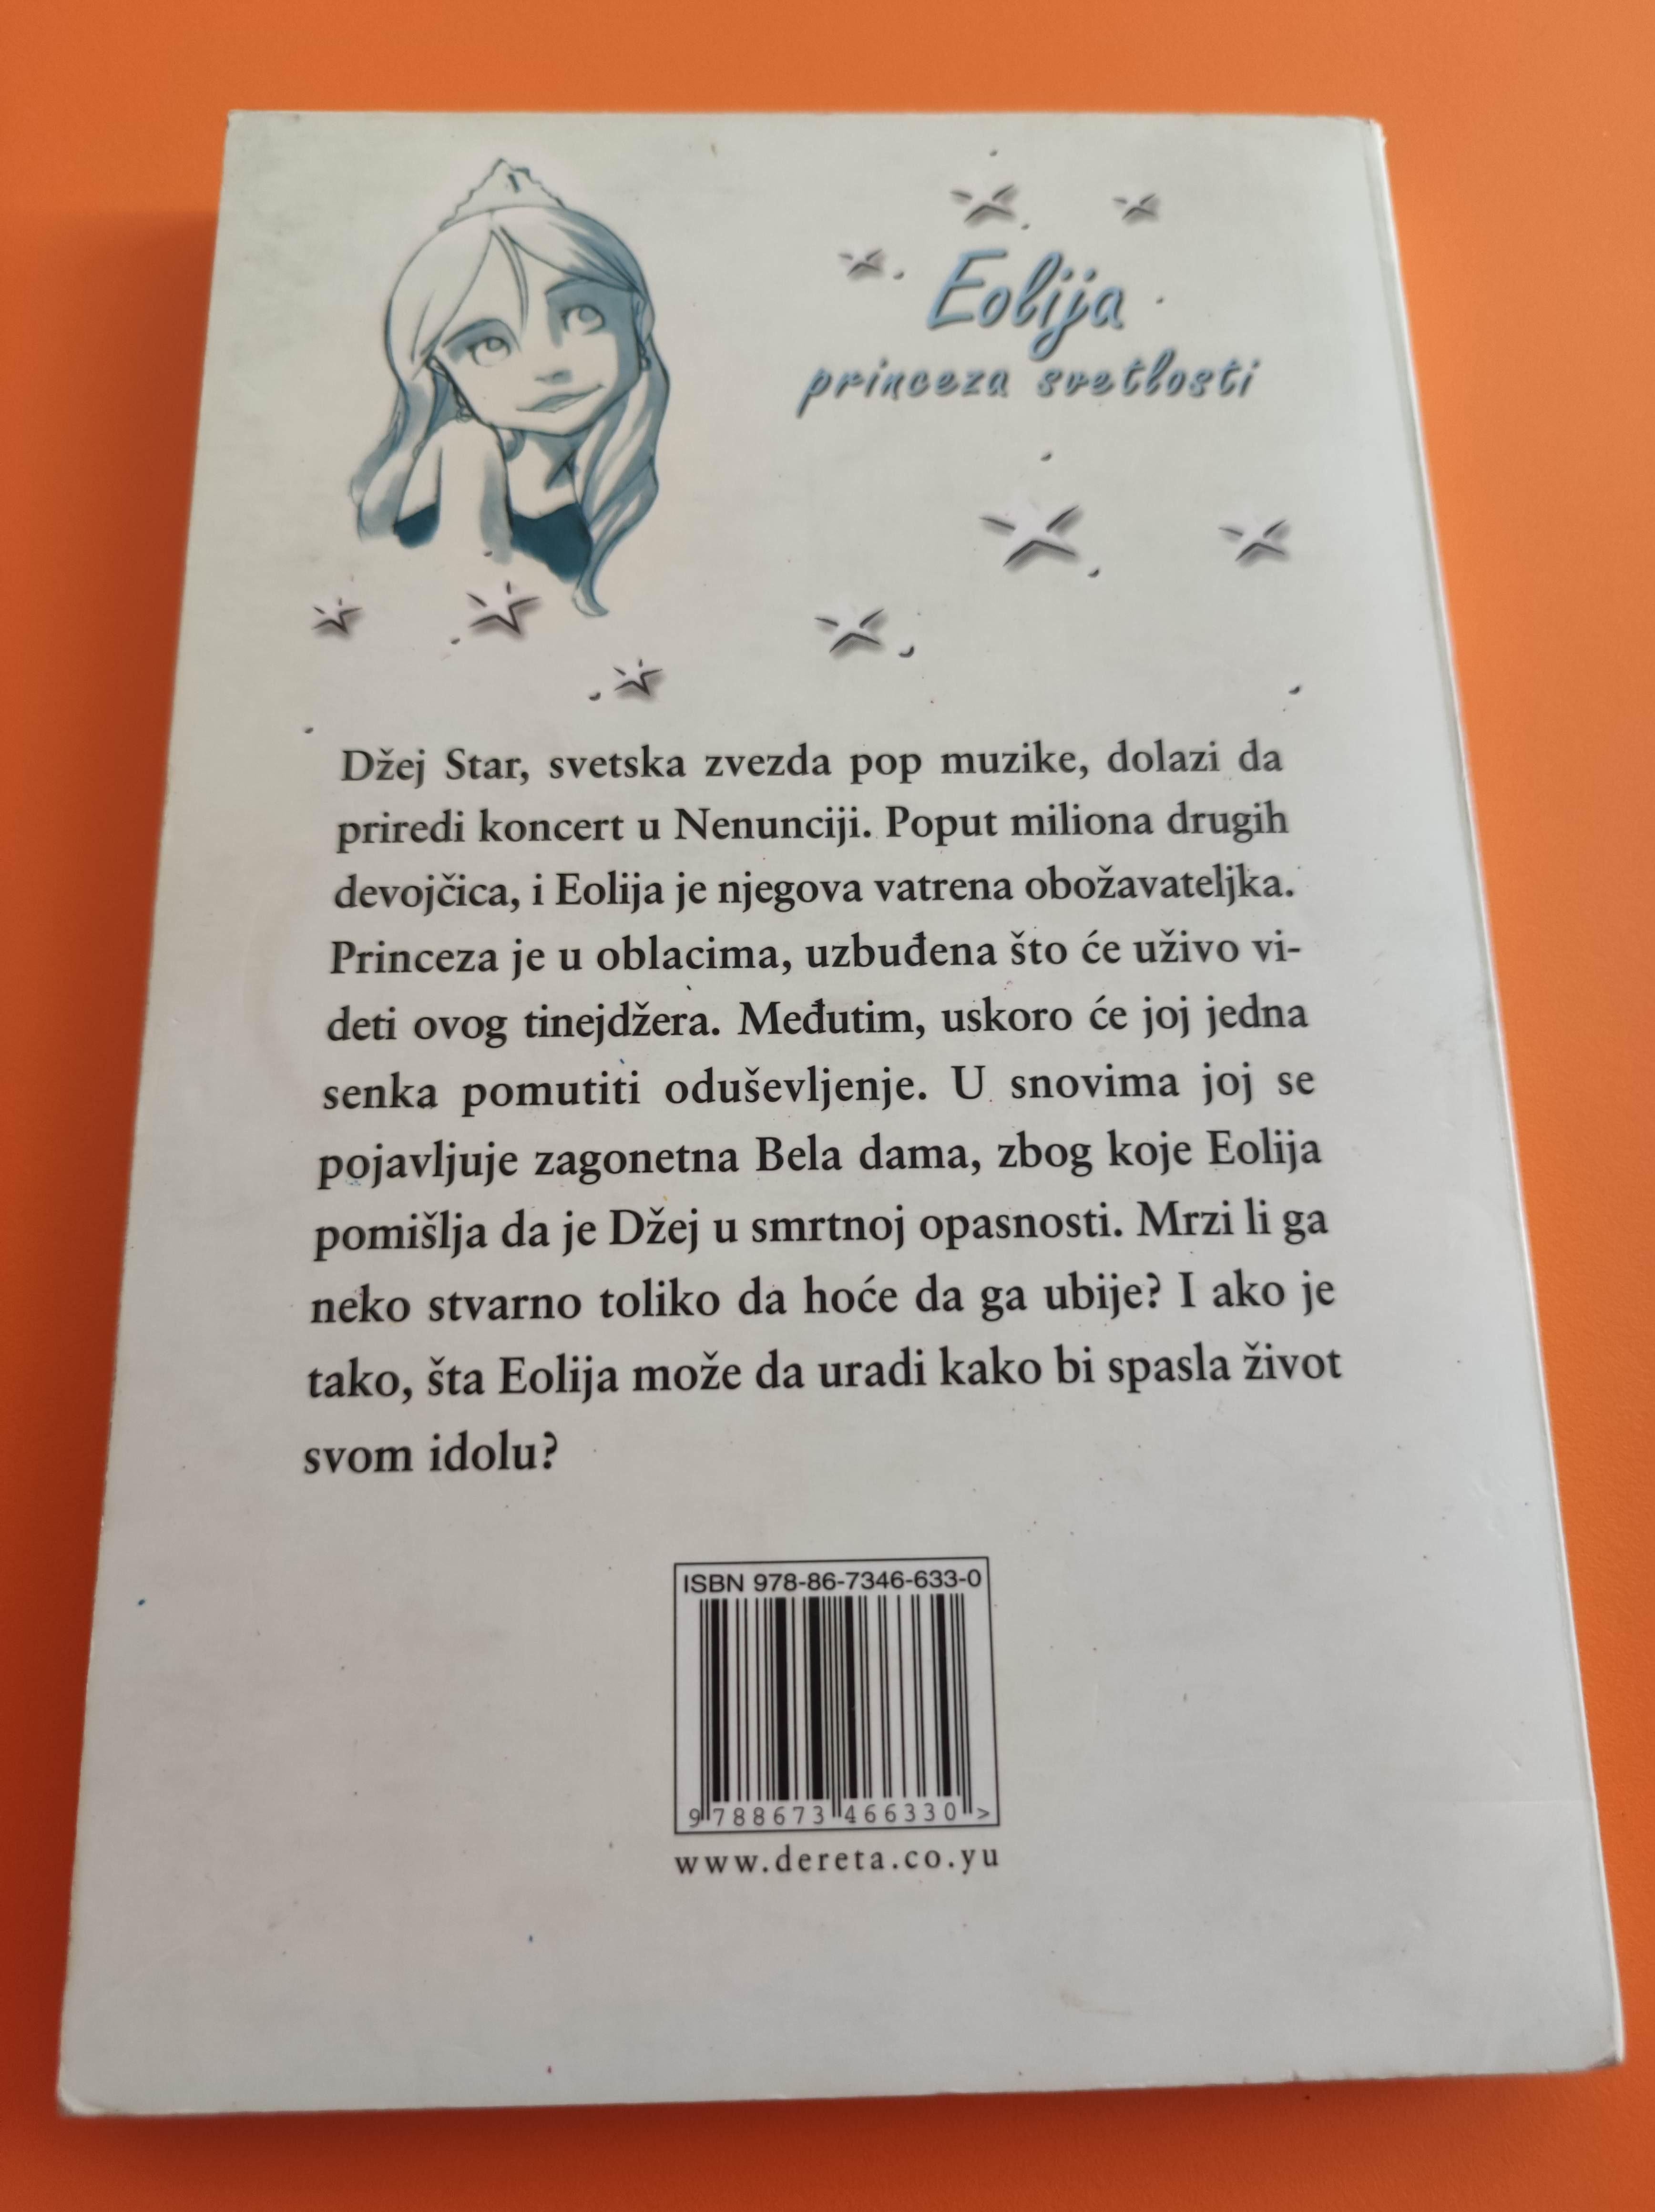 Eolija
princeza svetlosti
Džej Star, svetska zvezda pop muzike, dolazi da
priredi koncert u Nenunciji. Poput miliona drugih
devojčica, i Eolija je njegova vatrena obožavateljka.
Princeza je u oblacima, uzbuđena što će uživo vi-
deti ovog tinejdžera. Međutim, uskoro će joj jedna
senka pomutiti oduševljenje. U snovima joj se
pojavljuje zagonetna Bela dama, zbog koje Eolija
pomišlja da je Džej u smrtnoj opasnosti. Mrzi li ga
neko stvarno toliko da hoće da ga ubije? I ako je
tako, šta Eolija može da uradi kako bi spasla život
svom idolu?
ISBN 978-86-7346-633-0
9 788673 466330 >
www.dereta.co.yu